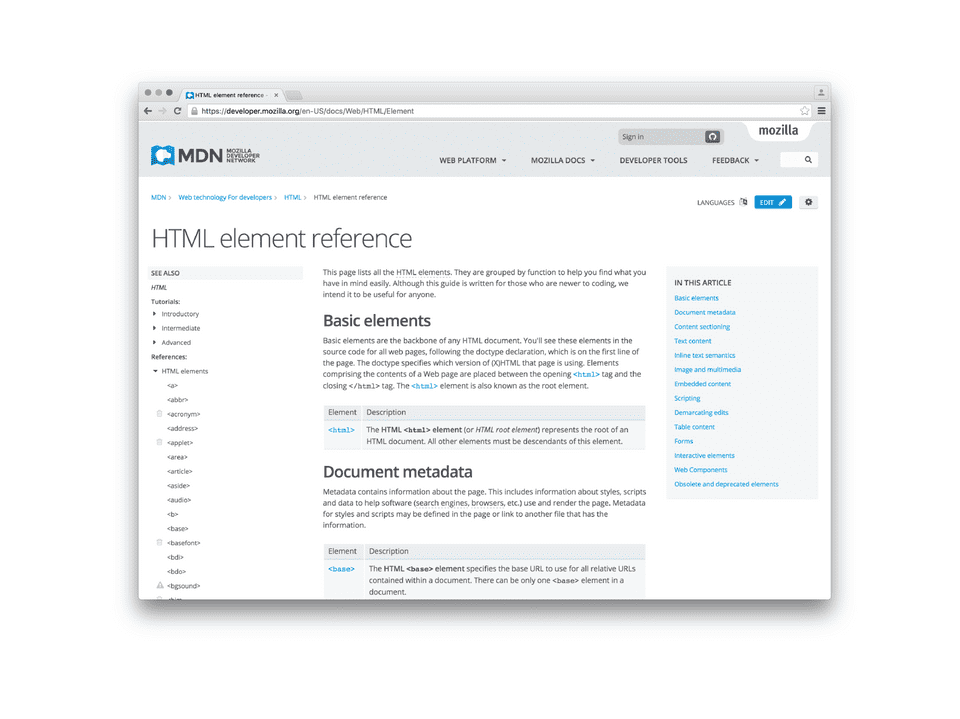 HTML element reference -
https://developer.mozilla.org/en-US/docs/Web/HTML/Element
Sign in
mozilla
MDN MOZILLA DEVELOPER NETWORK
WEB PLATFORM
MOZILLA DOCS
DEVELOPER TOOLS
FEEDBACK
MDN
Web technology For developers
HTML
HTML element reference
LANGUAGES
EDIT
HTML element reference
SEE ALSO
HTML
Tutorials:
Introductory
Intermediate
Advanced
References:
HTML elements
<a>
<abbr>
<acronym>
<address>
<applet>
<area>
<article>
<aside>
<audio>
<b>
<base>
<basefont>
<bdi>
<bdo>
<bgsound>
This page lists all the HTML elements. They are grouped by function to help you find what you
have in mind easily. Although this guide is written for those who are newer to coding, we
intend it to be useful for anyone.
Basic elements
Basic elements are the backbone of any HTML document. You'll see these elements in the
source code for all web pages, following the doctype declaration, which is on the first line of
the page. The doctype specifies which version of (X)HTML that page is using. Elements
comprising the contents of a Web page are placed between the opening <html> tag and the
closing </html> tag. The <html> element is also known as the root element.
Element Description
<html> The HTML <html> element (or HTML root element) represents the root of an
HTML document. All other elements must be descendants of this element.
Document metadata
Metadata contains information about the page. This includes information about styles, scripts
and data to help software (search engines, browsers, etc.) use and render the page. Metadata
for styles and scripts may be defined in the page or link to another file that has the
information.
Element Description
<base> The HTML <base> element specifies the base URL to use for all relative URLs
contained within a document. There can be only one <base> element in a
document.
IN THIS ARTICLE
Basic elements
Document metadata
Content sectioning
Text content
Inline text semantics
Image and multimedia
Embedded content
Scripting
Demarcating edits
Table content
Forms
Interactive elements
Web Components
Obsolete and deprecated elements